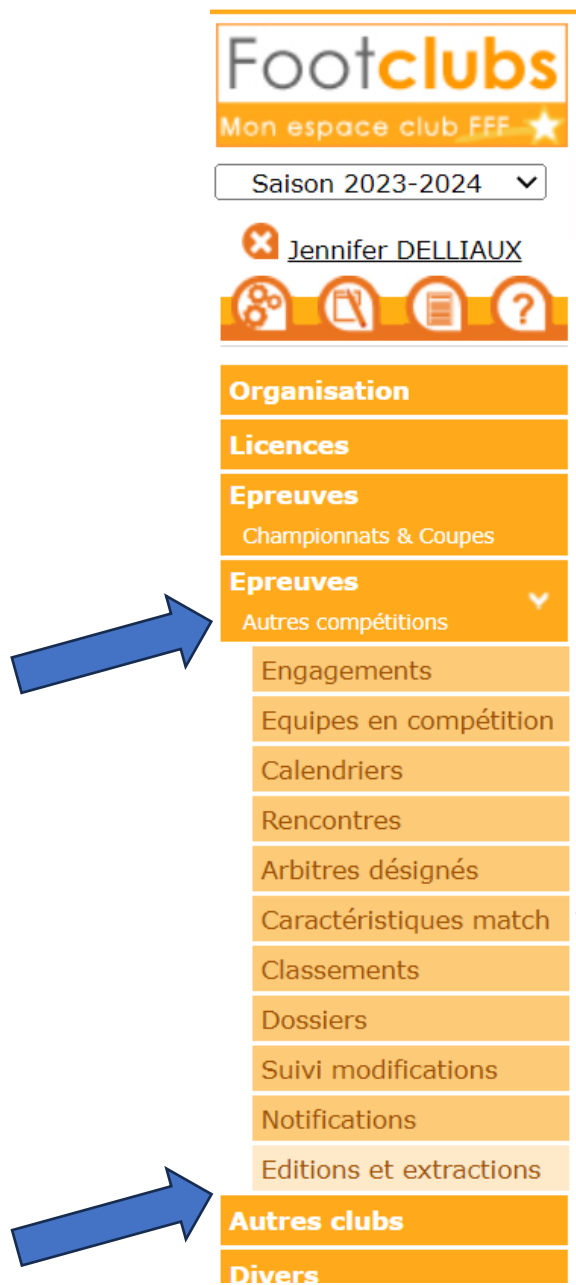 Footclubs
Mon espace club FFF
Saison 2023-2024
Jennifer DELLIAUX
?
Organisation
Licences
Epreuves
Championnats & Coupes
Epreuves
Autres compétitions
Engagements
Equipes en compétition
Calendriers
Rencontres
Arbitres désignés
Caractéristiques match
Classements
Dossiers
Suivi modifications
Notifications
Editions et extractions
Autres clubs
Divers